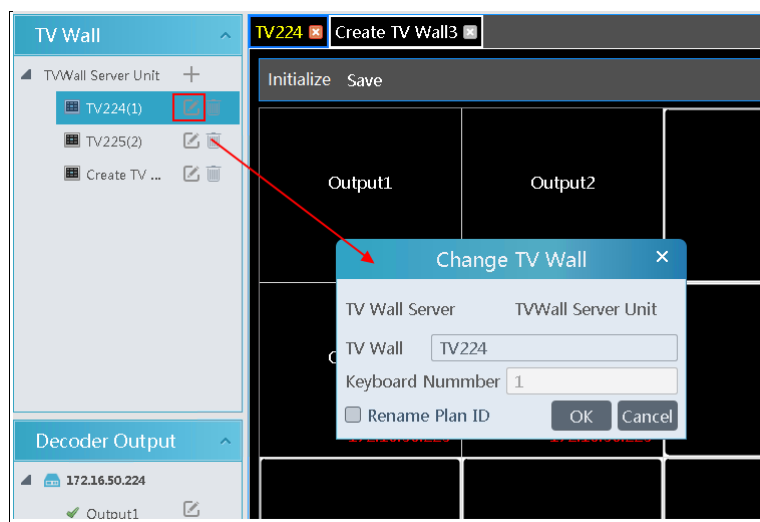 TV Wall
TVWall Server Unit
TV224(1)
TV225(2)
Create TV ...
TV224
Create TV Wall3
Initialize Save
Output1
Output2
Change TV Wall
TV Wall Server TVWall Server Unit
TV Wall TV224
Keyboard Nummber 1
Rename Plan ID OK Cancel
Decoder Output
172.16.50.224
Output1